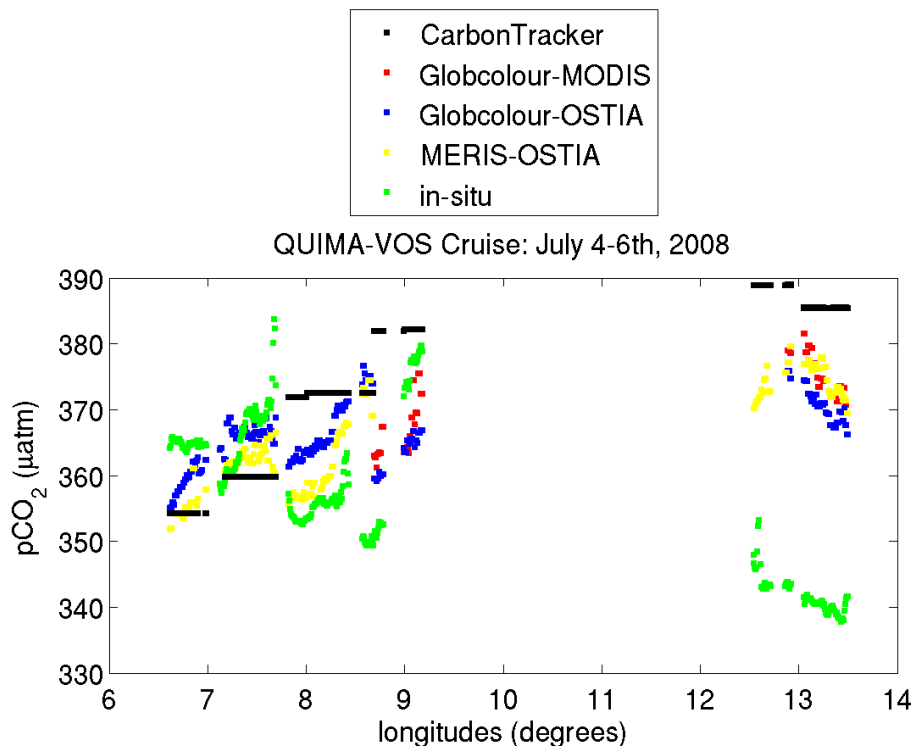 CarbonTracker
Globcolour-MODIS
Globcolour-OSTIA
MERIS-OSTIA
in-situ
QUIMA-VOS Cruise: July 4-6th, 2008
390
380
370
360
350
340
330
pCO₂ (µatm)
6 7 8 9 10 11 12 13 14
longitudes (degrees)